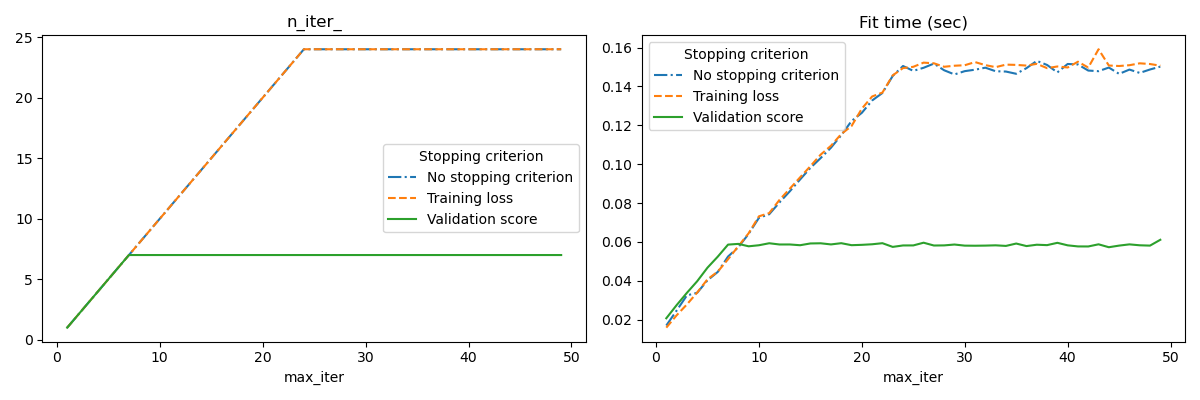 n_iter_
25
20
15
10
5
0
Stopping criterion
No stopping criterion
Training loss
Validation score
0 10 20 30 40 50
max_iter
Fit time (sec)
0.16
0.14
0.12
0.10
0.08
0.06
0.04
0.02
Stopping criterion
No stopping criterion
Training loss
Validation score
0 10 20 30 40 50
max_iter